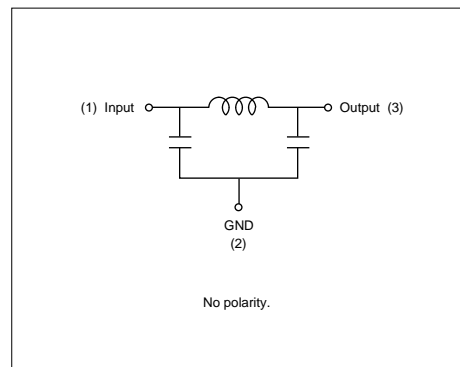 (1) Input
Output (3)
GND
(2)
No polarity.